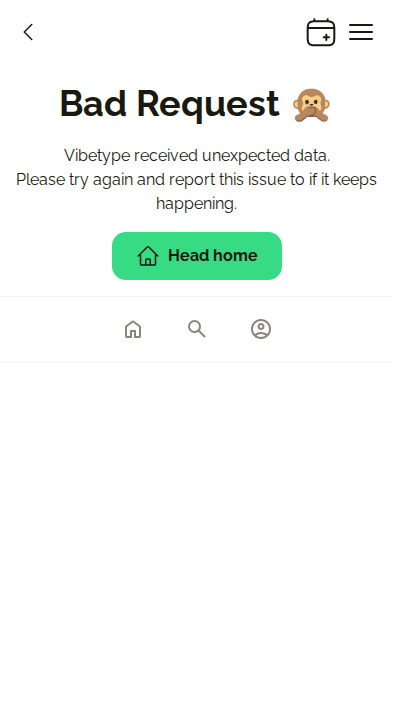 Bad Request 🙊
Vibetype received unexpected data.
Please try again and report this issue to if it keeps
happening.
Head home